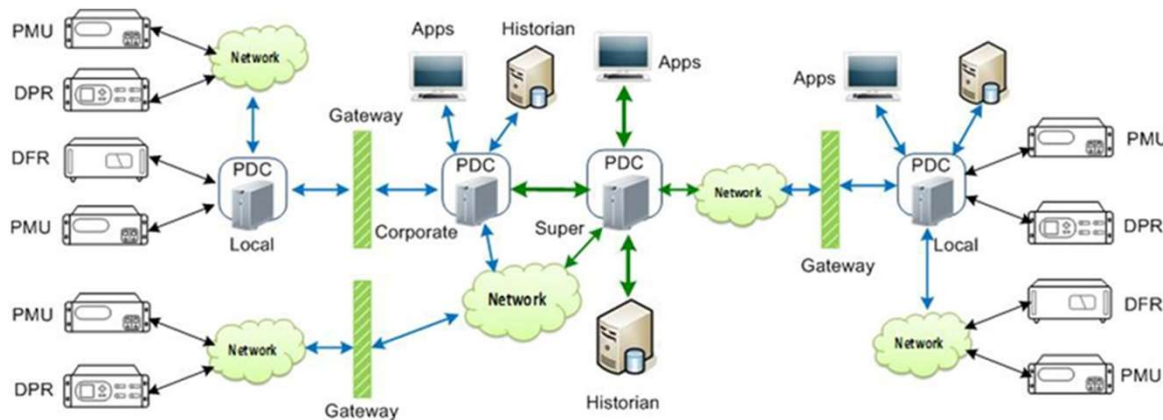 PMU
Network
DPR
DFR
PMU
PDC
Local
Gateway
Apps
Historian
PDC
Corporate
Apps
PDC
Super
Network
Gateway
Apps
PDC
Local
PMU
DPR
PMU
DPR
Network
Gateway
Network
Historian
Network
DFR
PMU